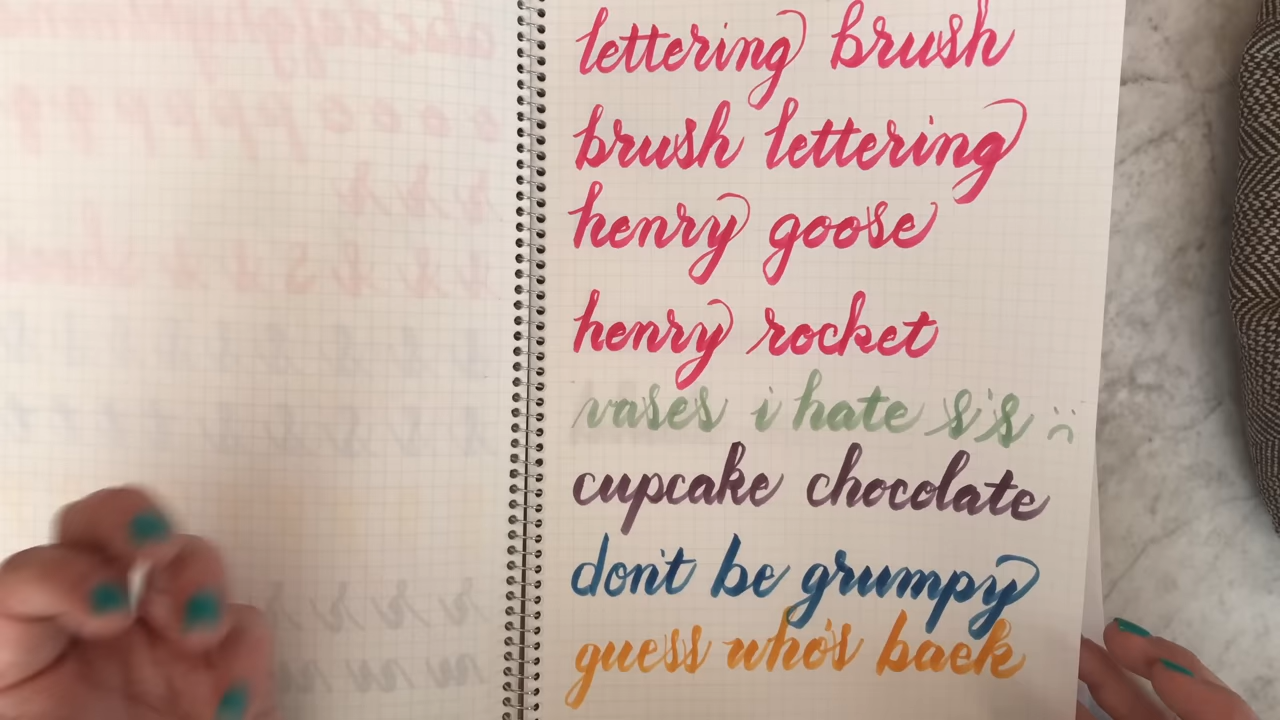 lettering brush
brush lettering
henry goose
henry rocket
vases i hate s's :(
cupcake chocolate
don't be grumpy
guess who's back